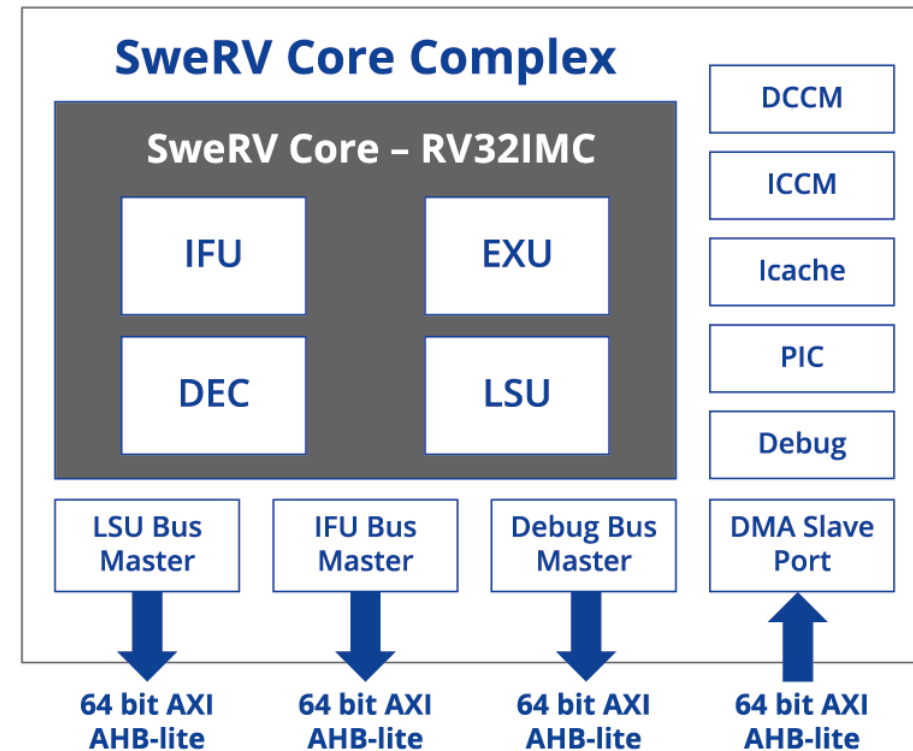 SweRV Core Complex
SweRV Core – RV32IMC
IFU
EXU
DEC
LSU
DCCM
ICCM
Icache
PIC
Debug
LSU Bus
Master
IFU Bus
Master
Debug Bus
Master
DMA Slave
Port
64 bit AXI
AHB-lite
64 bit AXI
AHB-lite
64 bit AXI
AHB-lite
64 bit AXI
AHB-lite